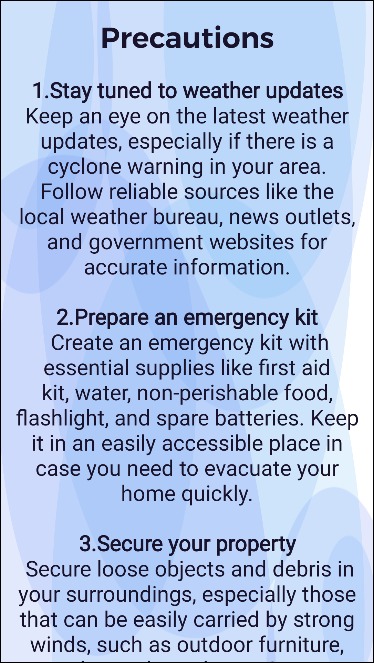 Precautions
1.Stay tuned to weather updates
Keep an eye on the latest weather
updates, especially if there is a
cyclone warning in your area.
Follow reliable sources like the
local weather bureau, news outlets,
and government websites for
accurate information.
2.Prepare an emergency kit
Create an emergency kit with
essential supplies like first aid
kit, water, non-perishable food,
flashlight, and spare batteries. Keep
it in an easily accessible place in
case you need to evacuate your
home quickly.
3.Secure your property
Secure loose objects and debris in
your surroundings, especially those
that can be easily carried by strong
winds, such as outdoor furniture,